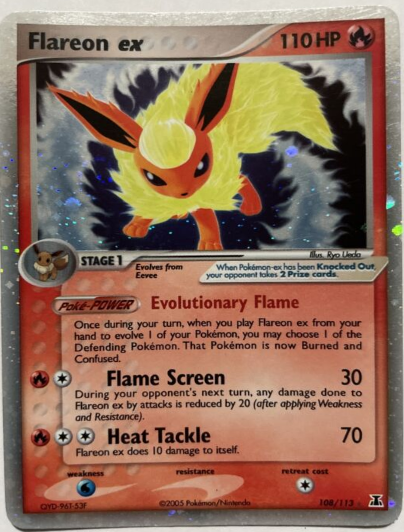 Flareon ex 110 HP
Illus. Ryo Ueda
STAGE 1
Evolves from
Eevee
When Pokémon-ex has been Knocked Out,
your opponent takes 2 Prize cards.
Poké-POWER Evolutionary Flame
Once during your turn, when you play Flareon ex from your
hand to evolve 1 of your Pokémon, you may choose 1 of the
Defending Pokémon. That Pokémon is now Burned and
Confused.
Flame Screen 30
During your opponent's next turn, any damage done to
Flareon ex by attacks is reduced by 20 (after applying Weakness
and Resistance).
Heat Tackle 70
Flareon ex does 10 damage to itself.
weakness resistance retreat cost
QYD-961-53F ©2005 Pokémon/Nintendo 108/113